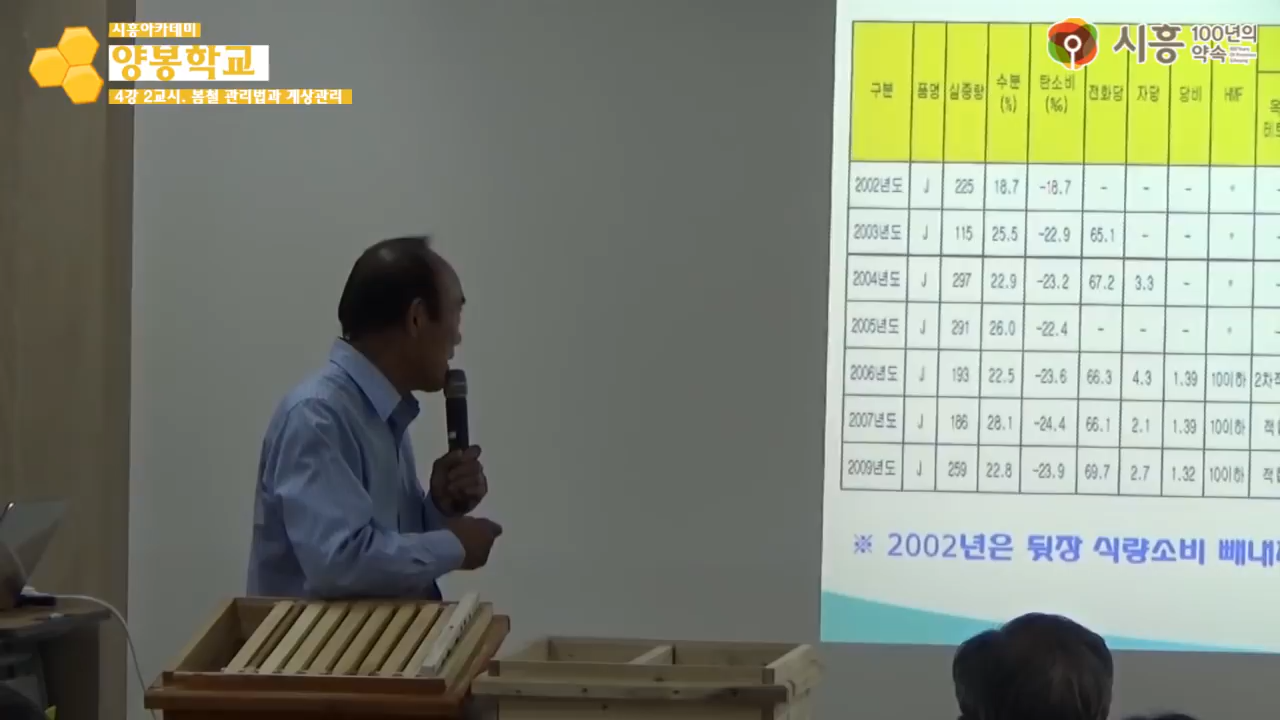 시흥아카데미
양봉학교
4강 2교시. 봄철 관리법과 계상관리
시흥 100년의 약속
구분 품명 실중량 수분(%) 탄소비(‰) 전화당 자당 당비 HMF
2002년도 J 225 18.7 -18.7 - - -
2003년도 J 115 25.5 -22.9 65.1 - -
2004년도 J 297 22.9 -23.2 67.2 3.3 -
2005년도 J 291 26.0 -22.4 - - -
2006년도 J 193 22.5 -23.6 66.3 4.3 1.39 10이하
2007년도 J 186 28.1 -24.4 66.1 2.1 1.39 10이하
2009년도 J 259 22.8 -23.9 69.7 2.7 1.32 10이하
※ 2002년은 뒷장 식량소비 빼내